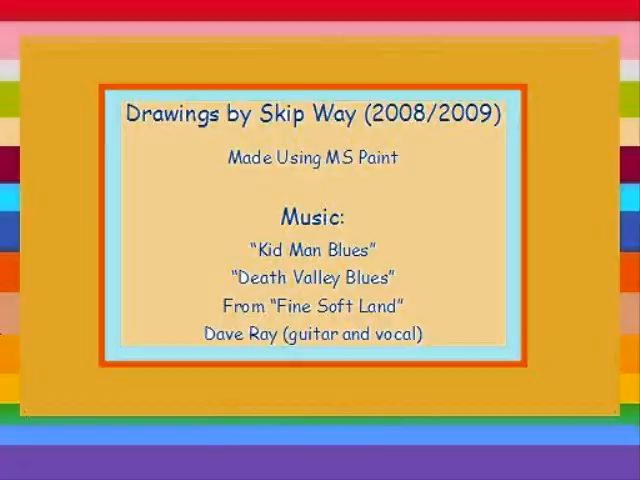 Drawings by Skip Way (2008/2009)
Made Using MS Paint
Music:
“Kid Man Blues”
“Death Valley Blues”
From “Fine Soft Land”
Dave Ray (guitar and vocal)